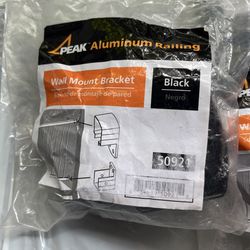 PEAK Aluminum Railing
Wall Mount Bracket
Black
Negro
50921